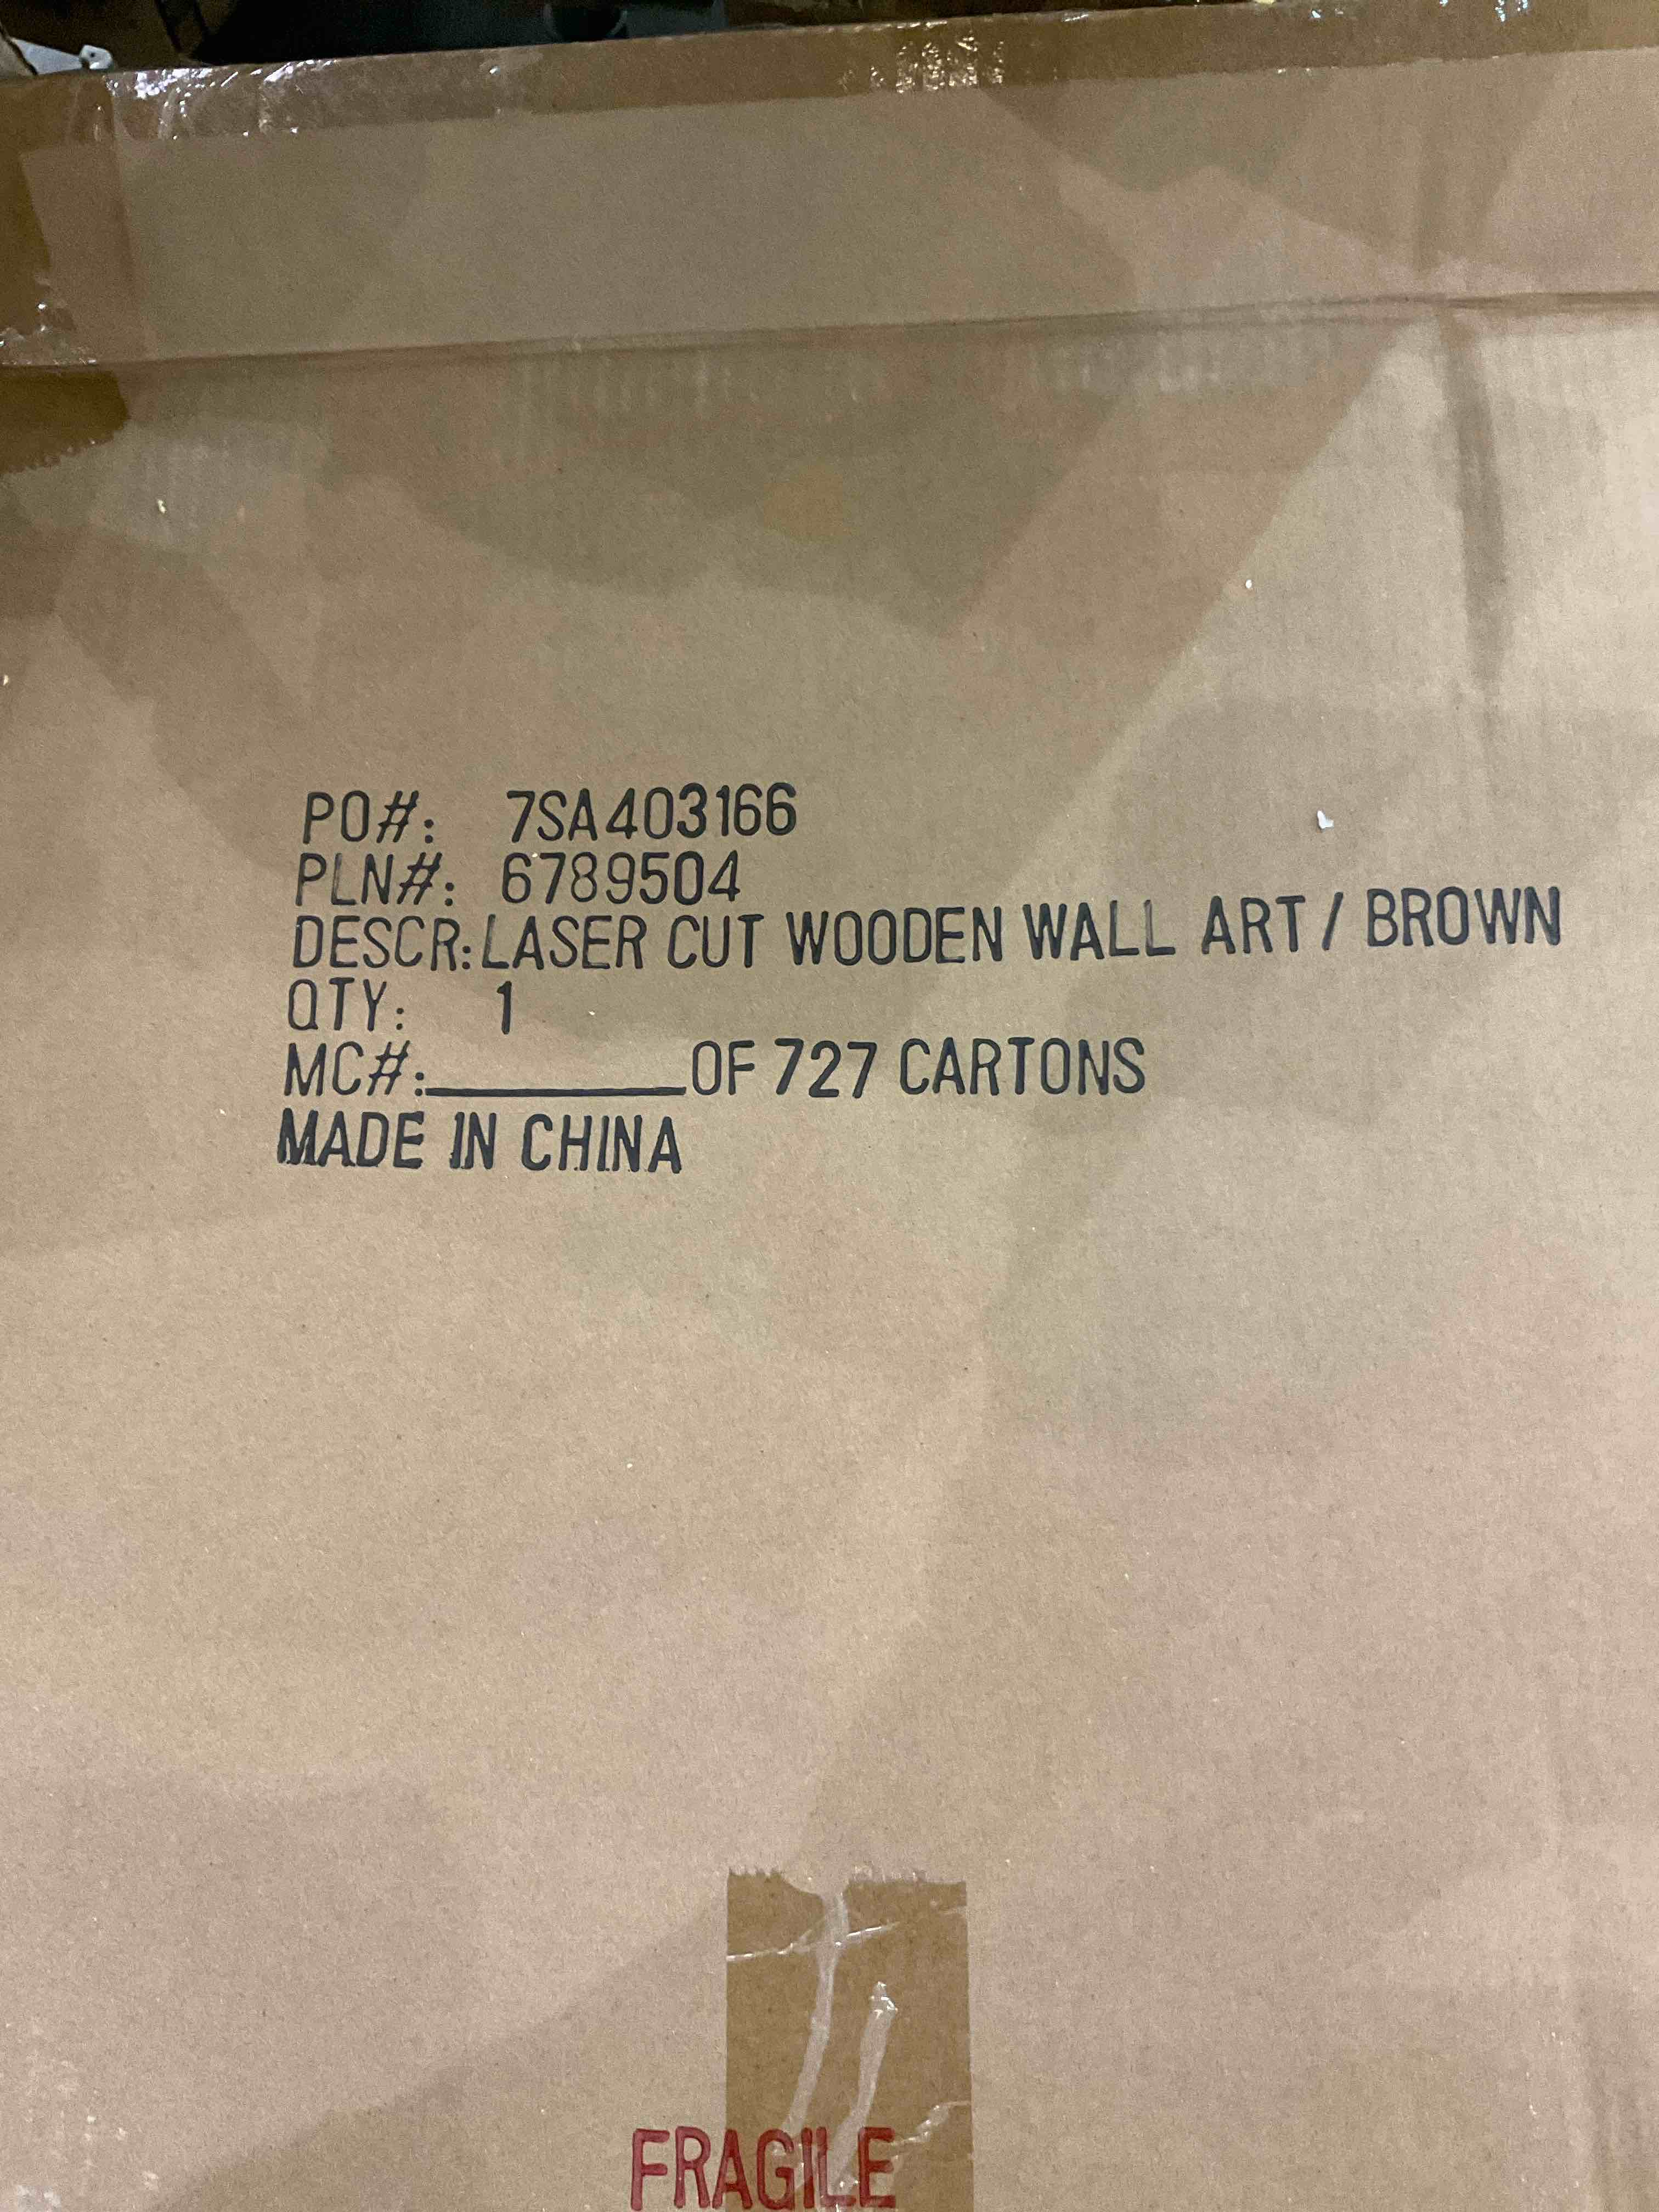 PO#: 7SA403166
PLN#: 6789504
DESCR: LASER CUT WOODEN WALL ART / BROWN
QTY: 1
MC#:________OF 727 CARTONS
MADE IN CHINA
FRAGILE